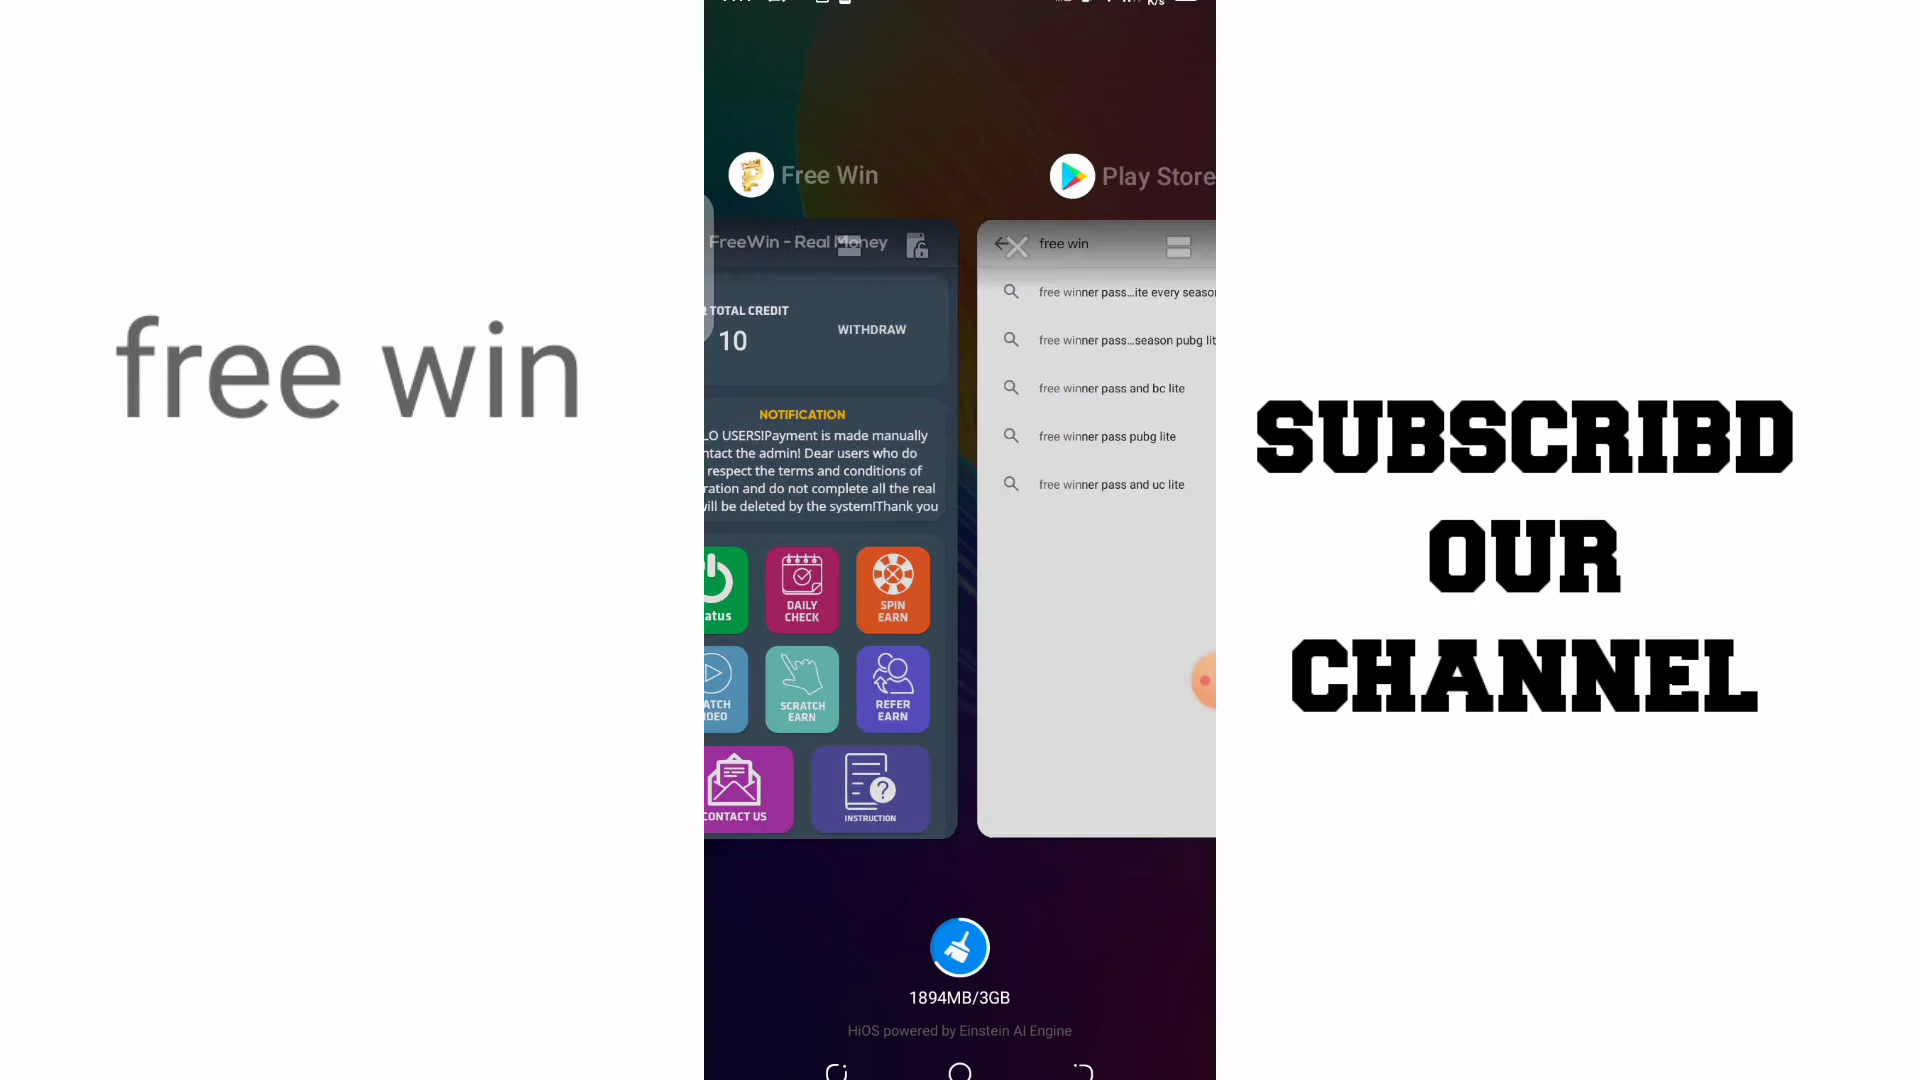 free win
K/s
Free Win
Play Store
FreeWin - Real Money
TOTAL CREDIT
10
WITHDRAW
NOTIFICATION
LO USERS!Payment is made manually
ntact the admin! Dear users who do
respect the terms and conditions of
ration and do not complete all the real
will be deleted by the system!Thank you
atus
DAILY
CHECK
SPIN
EARN
ATCH
IDEO
SCRATCH
EARN
REFER
EARN
CONTACT US
INSTRUCTION
free win
free winner pass...ite every seaso
free winner pass...season pubg lit
free winner pass and bc lite
free winner pass pubg lite
free winner pass and uc lite
1894MB/3GB
HiOS powered by Einstein AI Engine
SUBSCRIBD
OUR
CHANNEL